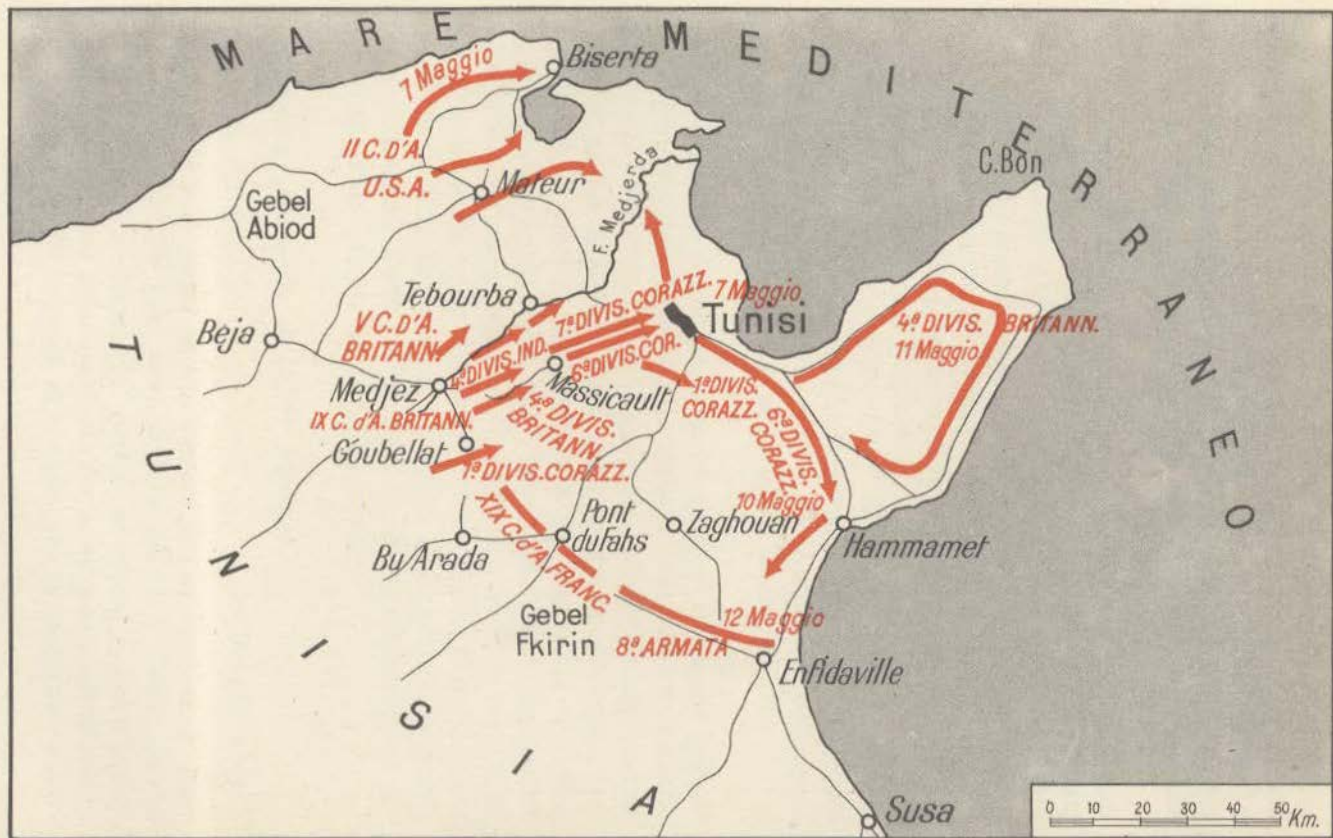 MARE MEDITERRANEO
Biserta
7 Maggio
II C. D'A.
U.S.A.
Mateur
C. Bon
Gebel
Abiod
F. Medjerda
Tebourba
7 Maggio
Tunisi
Beja
V C. D'A.
BRITANN.
7ª DIVIS. CORAZZ.
4ª DIVIS. IND.
6ª DIVIS. COR.
4ª DIVIS. BRITANN.
11 Maggio
Medjez
Massicault
1ª DIVIS.
CORAZZ.
IX C. d'A. BRITANN.
4ª DIVIS.
BRITANN.
6ª DIVIS.
CORAZZ.
Goubellat
1ª DIVIS. CORAZZ.
10 Maggio
XIX C. d'A. FRANC.
Pont
du Fahs
Zaghouan
Hammamet
Bu Arada
Gebel
Fkirin
12 Maggio
8ª ARMATA
Enfidaville
TUNISIA
Susa
0 10 20 30 40 50 Km.